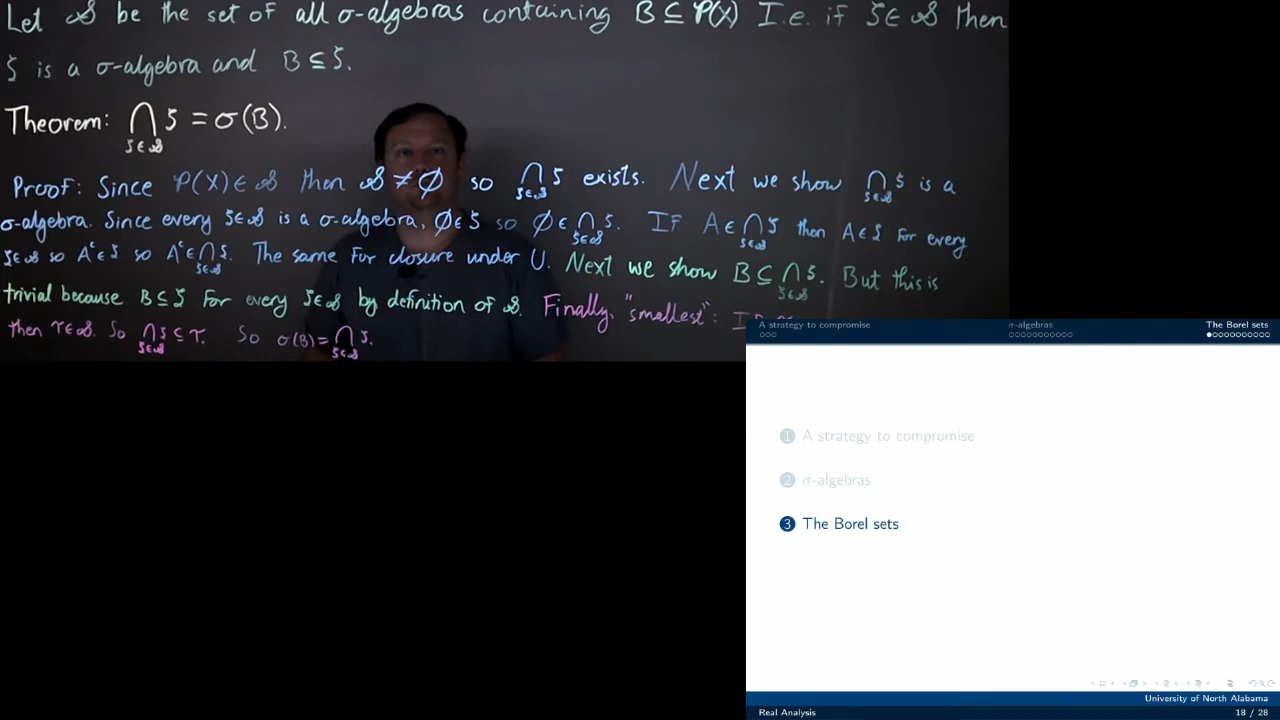 Let 𝒮 be the set of all σ-algebras containing B ⊆ P(X) I.e. if ζ ∈ 𝒮 then
ζ is a σ-algebra and B ⊆ ζ.
Theorem: ⋂_{ζ∈𝒮} ζ = σ(B).
Proof: Since P(X) ∈ 𝒮 then 𝒮 ≠ ∅ so ⋂_{ζ∈𝒮} ζ exists. Next we show ⋂_{ζ∈𝒮} ζ is a
σ-algebra. Since every ζ∈𝒮 is a σ-algebra, ∅ ∈ ζ so ∅ ∈ ⋂_{ζ∈𝒮} ζ. If A ∈ ⋂_{ζ∈𝒮} ζ then A ∈ ζ for every
ζ∈𝒮 so Aᶜ ∈ ζ so Aᶜ ∈ ⋂_{ζ∈𝒮} ζ. The same for closure under ∪. Next we show B ⊆ ⋂_{ζ∈𝒮} ζ. But this is
trivial because B ⊆ ζ for every ζ∈𝒮 by definition of 𝒮. Finally, "smallest":
then τ∈𝒮. So ⋂_{ζ∈𝒮} ζ ⊆ τ. So σ(B) = ⋂_{ζ∈𝒮} ζ.
A strategy to compromise σ-algebras The Borel sets
1 A strategy to compromise
2 σ-algebras
3 The Borel sets
University of North Alabama
Real Analysis 18 / 28